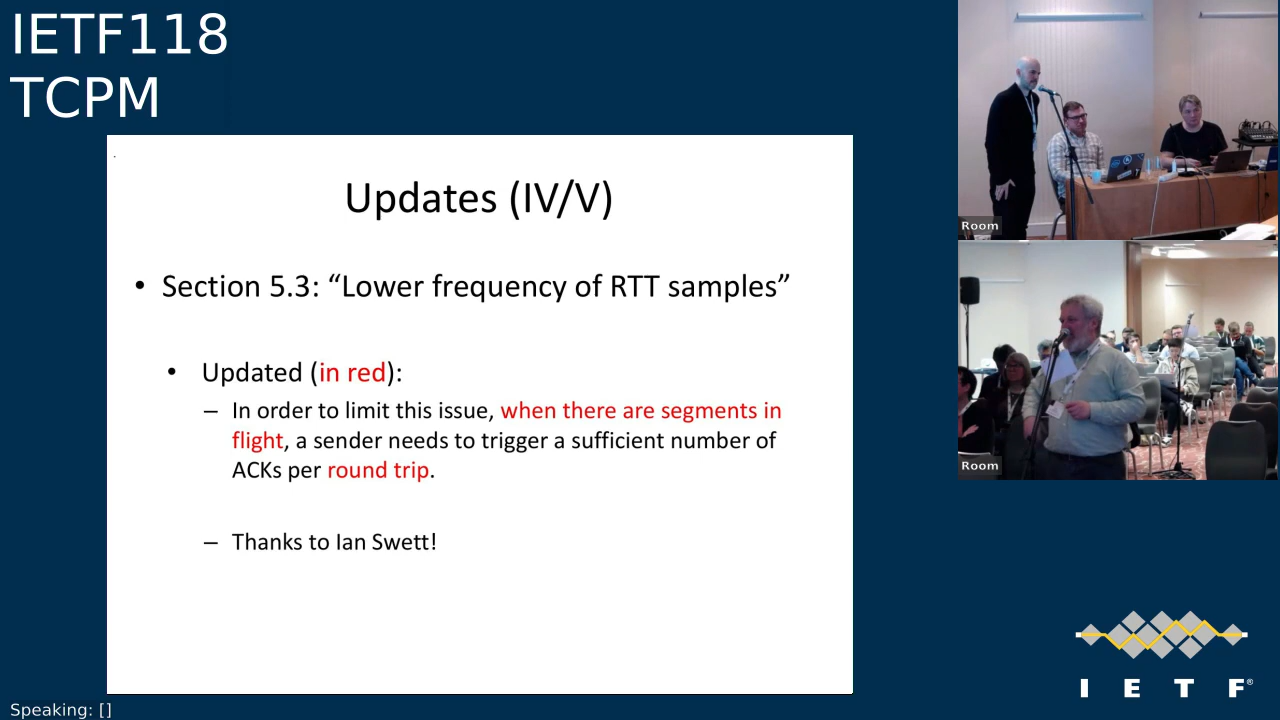 IETF118
TCPM
Updates (IV/V)
• Section 5.3: “Lower frequency of RTT samples”
• Updated (in red):
– In order to limit this issue, when there are segments in
flight, a sender needs to trigger a sufficient number of
ACKs per round trip.
– Thanks to Ian Swett!
Room
Room
I E T F®
Speaking: []